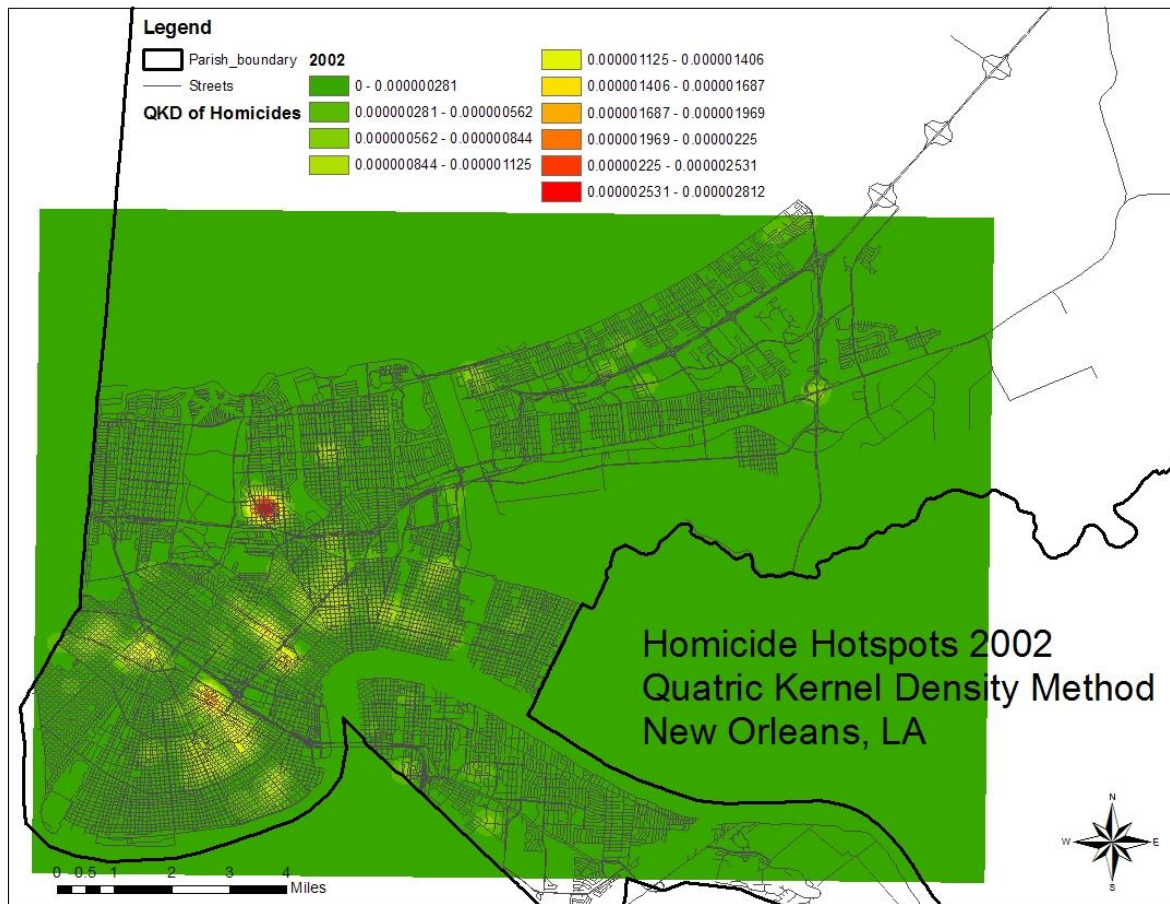 Legend
Parish_boundary
Streets
QKD of Homicides
2002
0 - 0.000000281
0.000000281 - 0.000000562
0.000000562 - 0.000000844
0.000000844 - 0.000001125
0.000001125 - 0.000001406
0.000001406 - 0.000001687
0.000001687 - 0.000001969
0.000001969 - 0.00000225
0.00000225 - 0.000002531
0.000002531 - 0.000002812
Homicide Hotspots 2002
Quatric Kernel Density Method
New Orleans, LA
N
W E
S
0 0.5 1 2 3 4
Miles